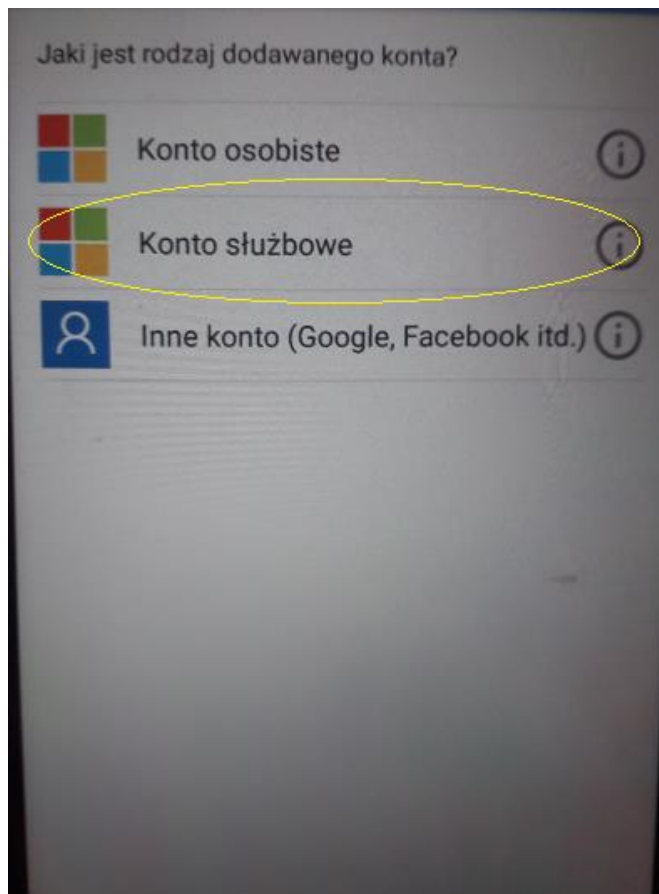 Jaki jest rodzaj dodawanego konta?
Konto osobiste
Konto służbowe
Inne konto (Google, Facebook itd.)